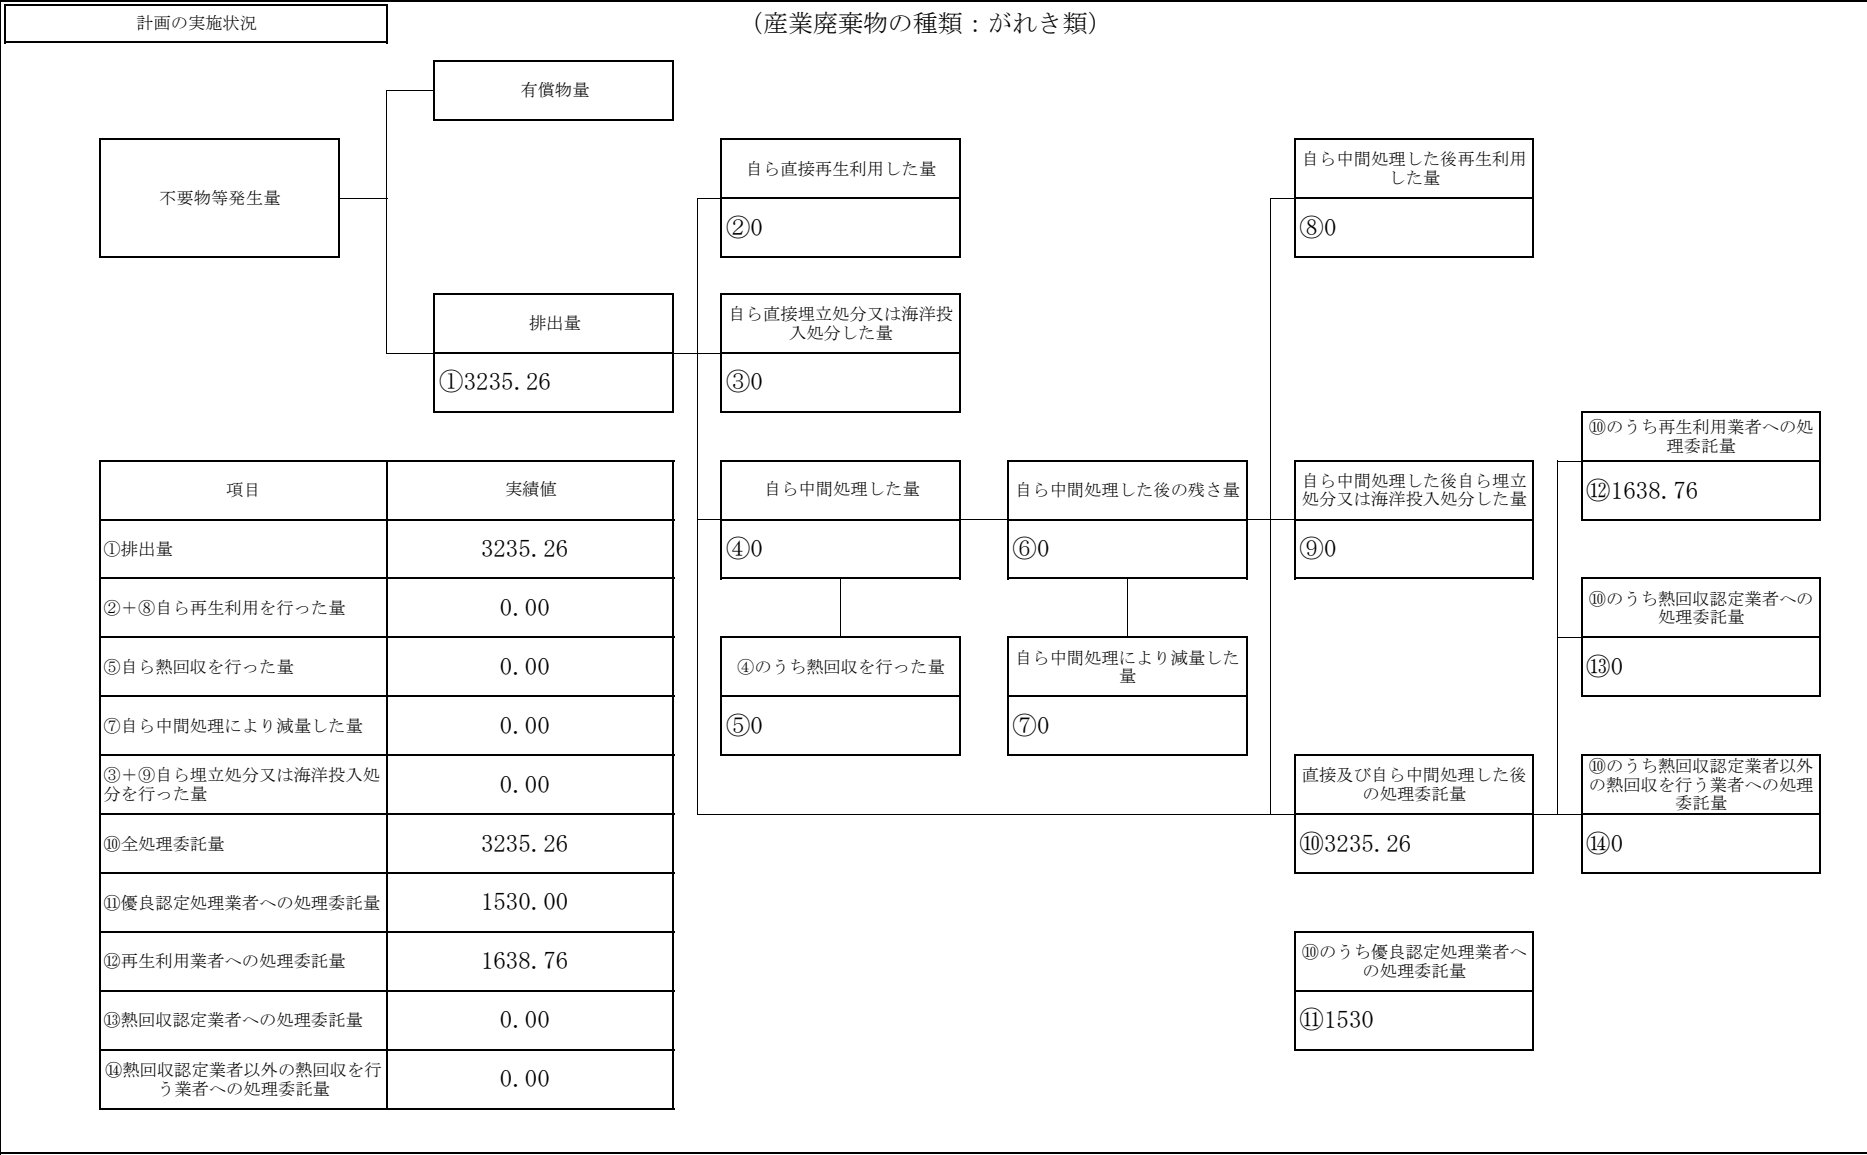 計画の実施状況
（産業廃棄物の種類：がれき類）
有償物量
不要物等発生量
排出量
①3235.26
自ら直接再生利用した量
②0
自ら直接埋立処分又は海洋投
入処分した量
③0
自ら中間処理した後再生利用
した量
⑧0
項目
実績値
①排出量
3235.26
②＋⑧自ら再生利用を行った量
0.00
⑤自ら熱回収を行った量
0.00
⑦自ら中間処理により減量した量
0.00
③＋⑨自ら埋立処分又は海洋投入処
分を行った量
0.00
⑩全処理委託量
3235.26
⑪優良認定処理業者への処理委託量
1530.00
⑫再生利用業者への処理委託量
1638.76
⑬熱回収認定業者への処理委託量
0.00
⑭熱回収認定業者以外の熱回収を行
う業者への処理委託量
0.00
自ら中間処理した量
④0
④のうち熱回収を行った量
⑤0
自ら中間処理した後の残さ量
⑥0
自ら中間処理により減量した
量
⑦0
自ら中間処理した後自ら埋立
処分又は海洋投入処分した量
⑨0
直接及び自ら中間処理した後
の処理委託量
⑩3235.26
⑩のうち優良認定処理業者へ
の処理委託量
⑪1530
⑩のうち再生利用業者への処
理委託量
⑫1638.76
⑩のうち熱回収認定業者への
処理委託量
⑬0
⑩のうち熱回収認定業者以外
の熱回収を行う業者への処理
委託量
⑭0